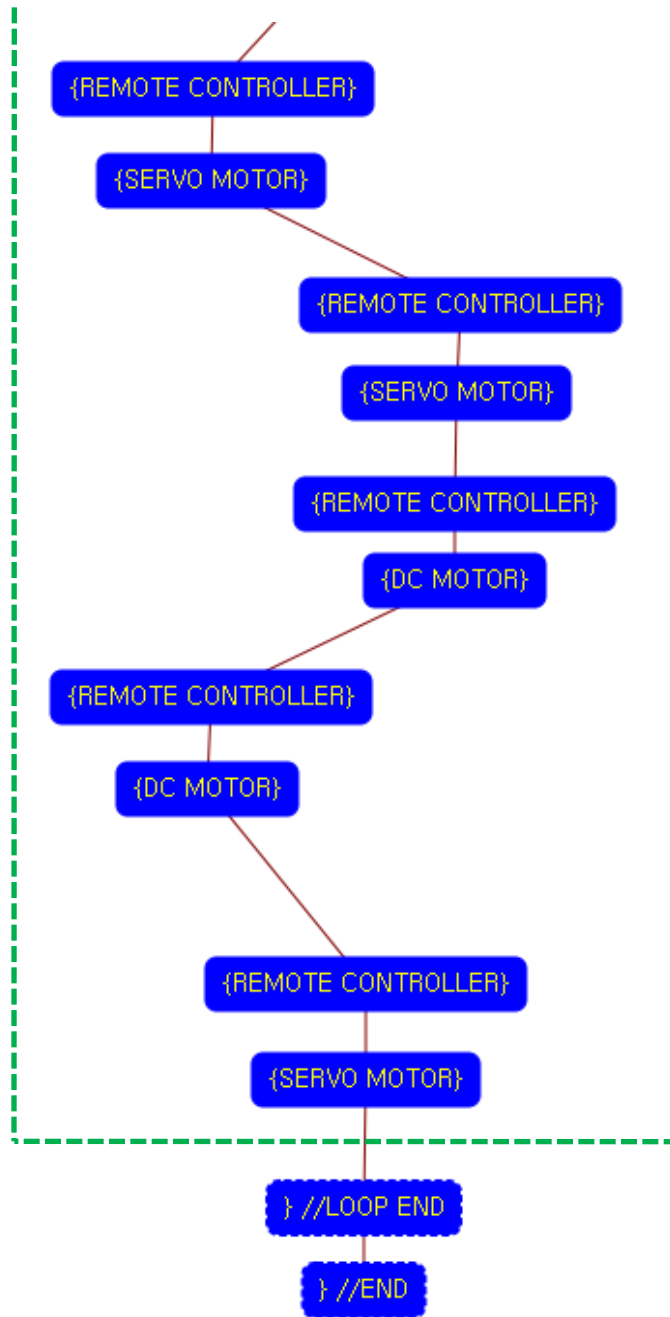 {REMOTE CONTROLLER}
{SERVO MOTOR}
{REMOTE CONTROLLER}
{SERVO MOTOR}
{REMOTE CONTROLLER}
{DC MOTOR}
{REMOTE CONTROLLER}
{DC MOTOR}
{REMOTE CONTROLLER}
{SERVO MOTOR}
} //LOOP END
} //END